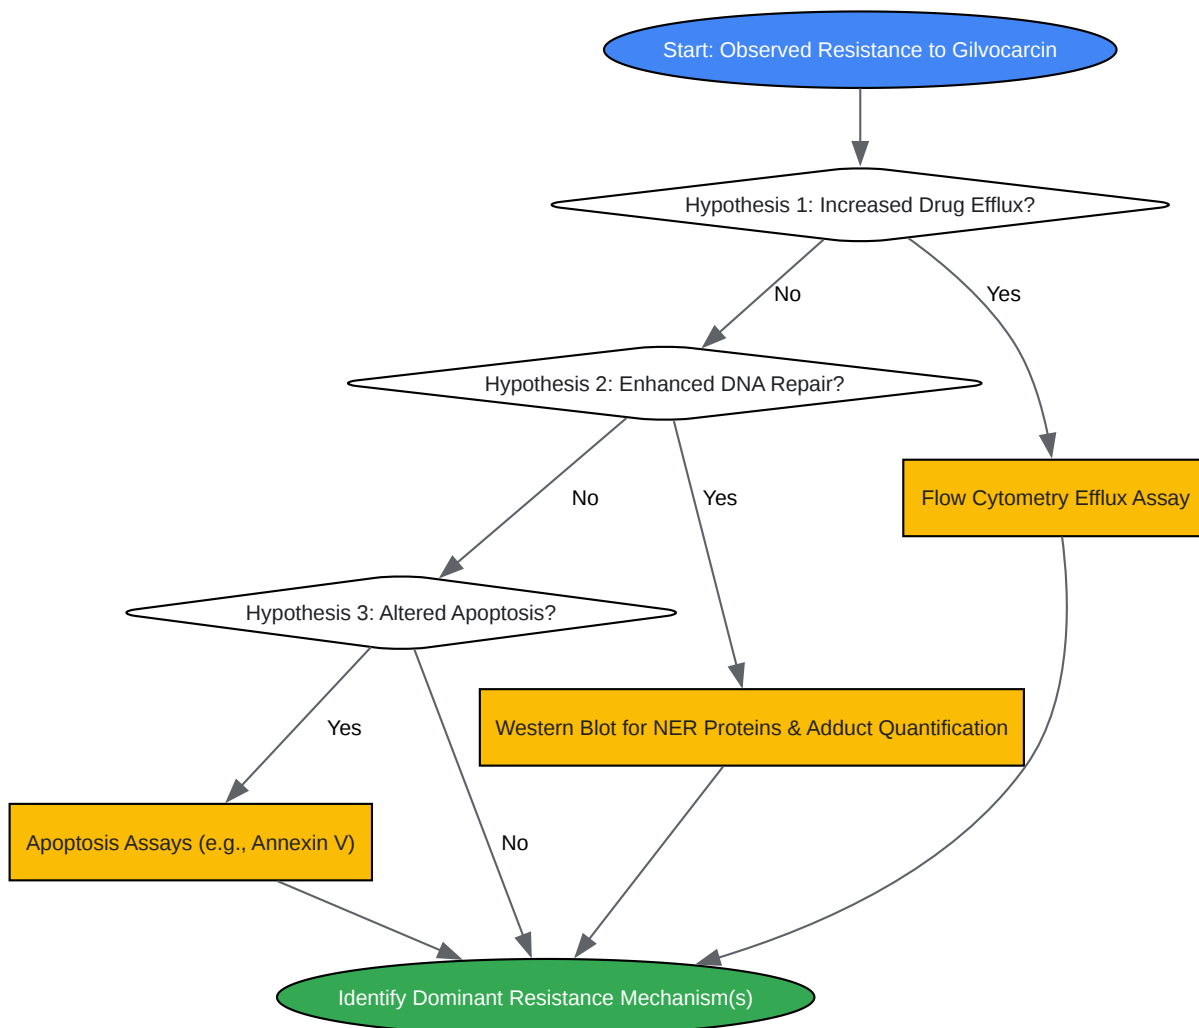 Start: Observed Resistance to Gilvocarcin
Hypothesis 1: Increased Drug Efflux?
No
Yes
Hypothesis 2: Enhanced DNA Repair?
No
Yes
Flow Cytometry Efflux Assay
Hypothesis 3: Altered Apoptosis?
Yes
Western Blot for NER Proteins & Adduct Quantification
No
Apoptosis Assays (e.g., Annexin V)
Identify Dominant Resistance Mechanism(s)